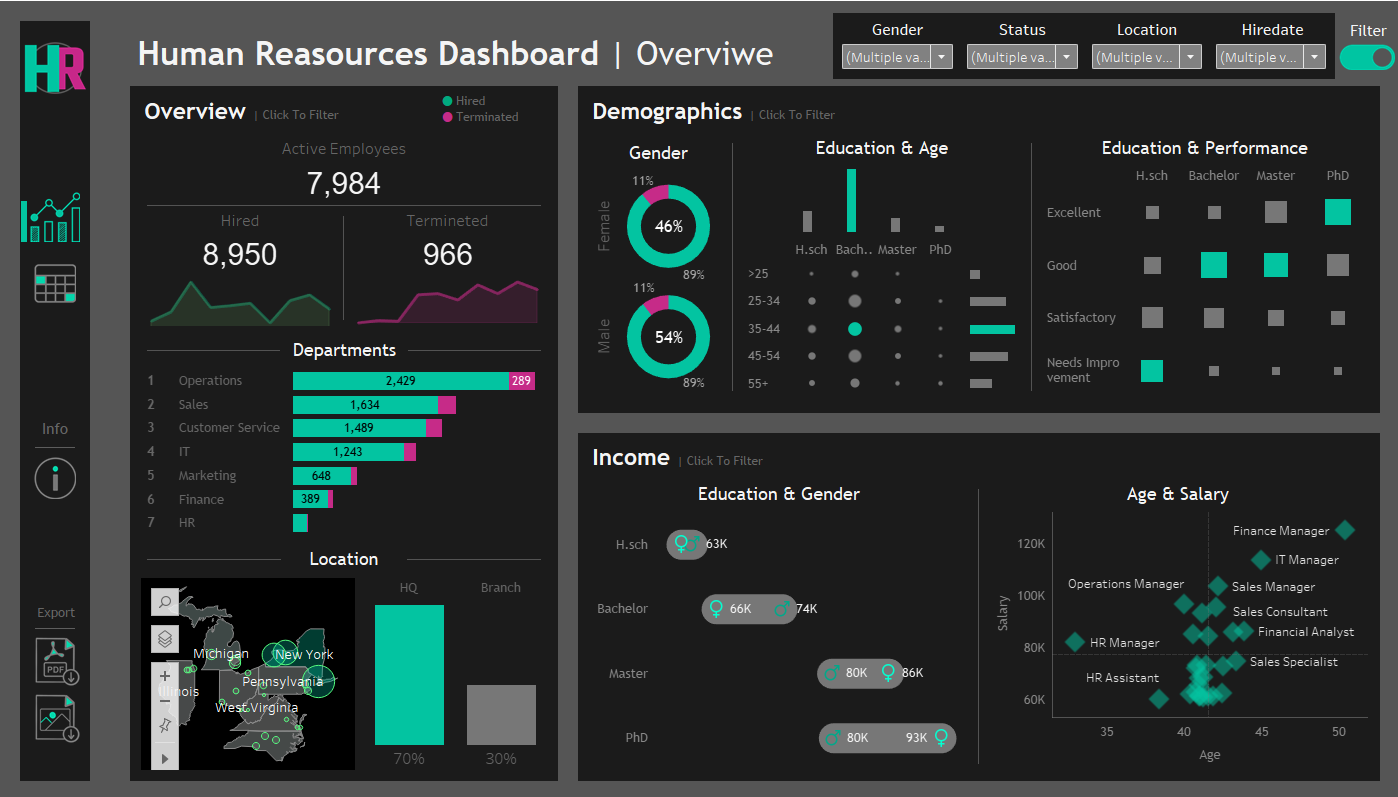 HR
Human Reasources Dashboard | Overviwe
Gender
Status
Location
Hiredate
Filter
(Multiple va...
(Multiple va...
(Multiple v...
(Multiple v...
Info
Export
PDF
Overview | Click To Filter
Hired
Terminated
Active Employees
7,984
Hired
8,950
Termineted
966
Departments
1 Operations 2,429 289
2 Sales 1,634
3 Customer Service 1,489
4 IT 1,243
5 Marketing 648
6 Finance 389
7 HR
Location
Michigan
New York
Pennsylvania
Illinois
West Virginia
HQ
Branch
70%
30%
Demographics | Click To Filter
Gender
Female
11%
46%
89%
Male
11%
54%
89%
Education & Age
H.sch Bach.. Master PhD
>25
25-34
35-44
45-54
55+
Education & Performance
H.sch Bachelor Master PhD
Excellent
Good
Satisfactory
Needs Impro
vement
Income | Click To Filter
Education & Gender
H.sch 63K
Bachelor 66K 74K
Master 80K 86K
PhD 80K 93K
Age & Salary
Salary
120K
100K
80K
60K
Finance Manager
IT Manager
Operations Manager
Sales Manager
Sales Consultant
Financial Analyst
HR Manager
Sales Specialist
HR Assistant
35 40 45 50
Age